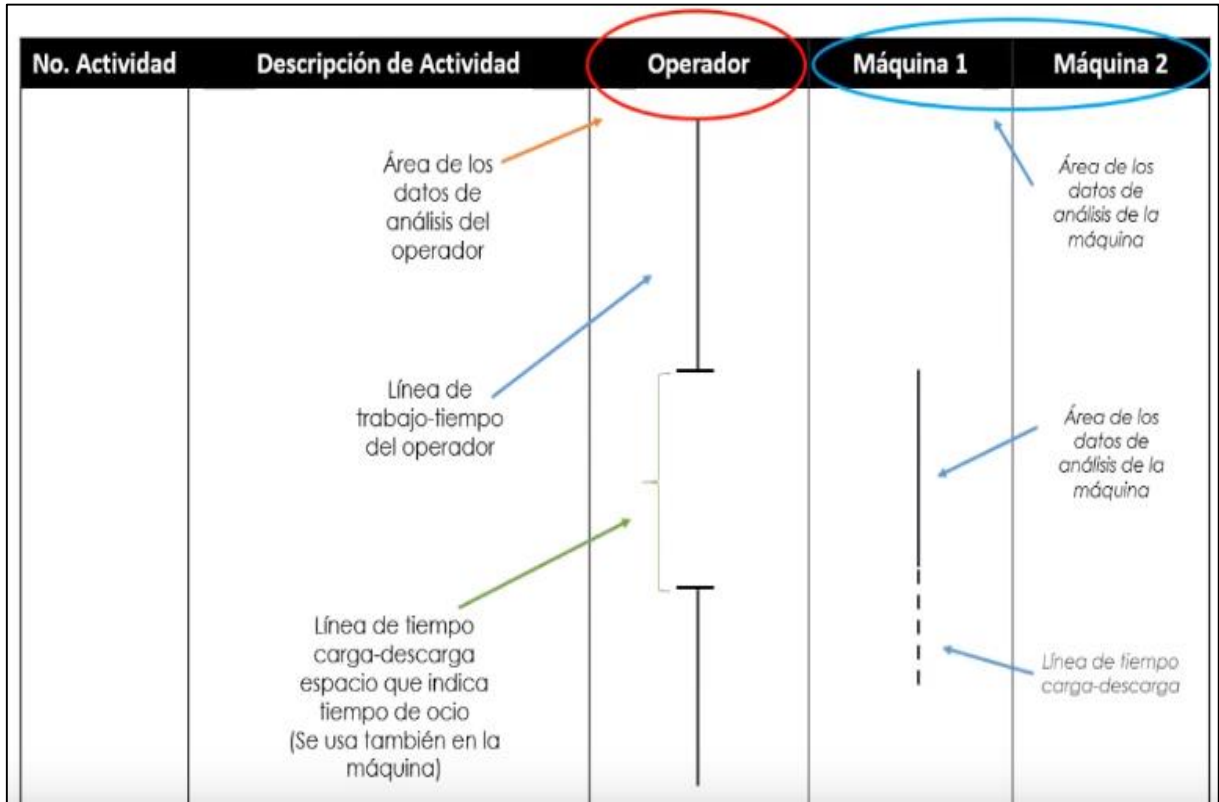 No. Actividad Descripción de Actividad Operador Máquina 1 Máquina 2
Área de los
datos de
análisis del
operador
Área de los
datos de
análisis de la
máquina
Línea de
trabajo-tiempo
del operador
Área de los
datos de
análisis de la
máquina
Línea de tiempo
carga-descarga
espacio que indica
tiempo de ocio
(Se usa también en la
máquina)
Línea de tiempo
carga-descarga